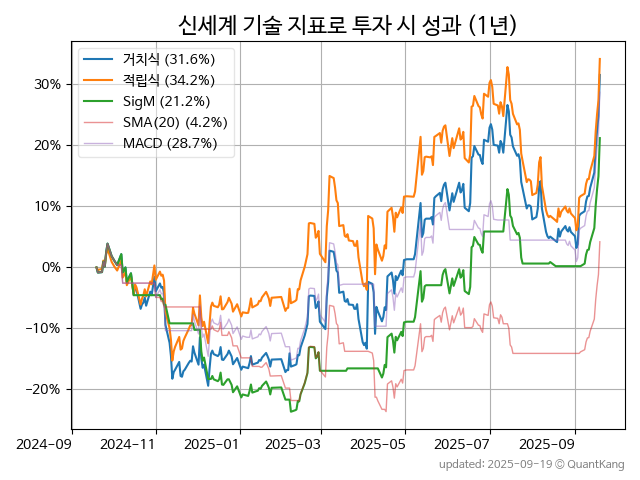 신세계 기술 지표로 투자 시 성과 (1년)
거치식 (31.6%)
적립식 (34.2%)
SigM (21.2%)
SMA(20) (4.2%)
MACD (28.7%)
30%
20%
10%
0%
-10%
-20%
2024-09 2024-11 2025-01 2025-03 2025-05 2025-07 2025-09
updated: 2025-09-19 © QuantKang